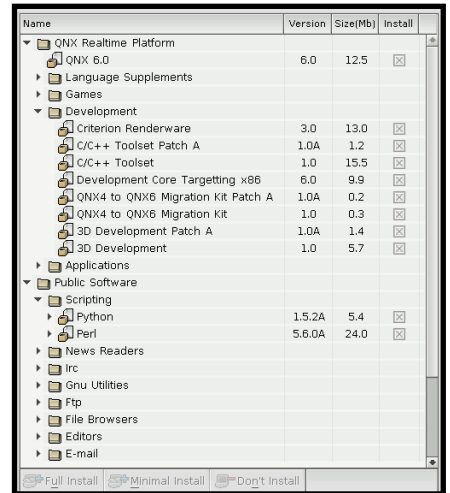 Name Version Size(Mb) Install
QNX Realtime Platform
QNX 6.0 6.0 12.5
Language Supplements
Games
Development
Criterion Renderware 3.0 13.0
C/C++ Toolset Patch A 1.0A 1.2
C/C++ Toolset 1.0 15.5
Development Core Targetting x86 6.0 9.9
QNX4 to QNX6 Migration Kit Patch A 1.0A 0.2
QNX4 to QNX6 Migration Kit 1.0 0.3
3D Development Patch A 1.0A 1.4
3D Development 1.0 5.7
Applications
Public Software
Scripting
Python 1.5.2A 5.4
Perl 5.6.0A 24.0
News Readers
Irc
Gnu Utilities
Ftp
File Browsers
Editors
E-mail
Full Install Minimal Install Don't Install